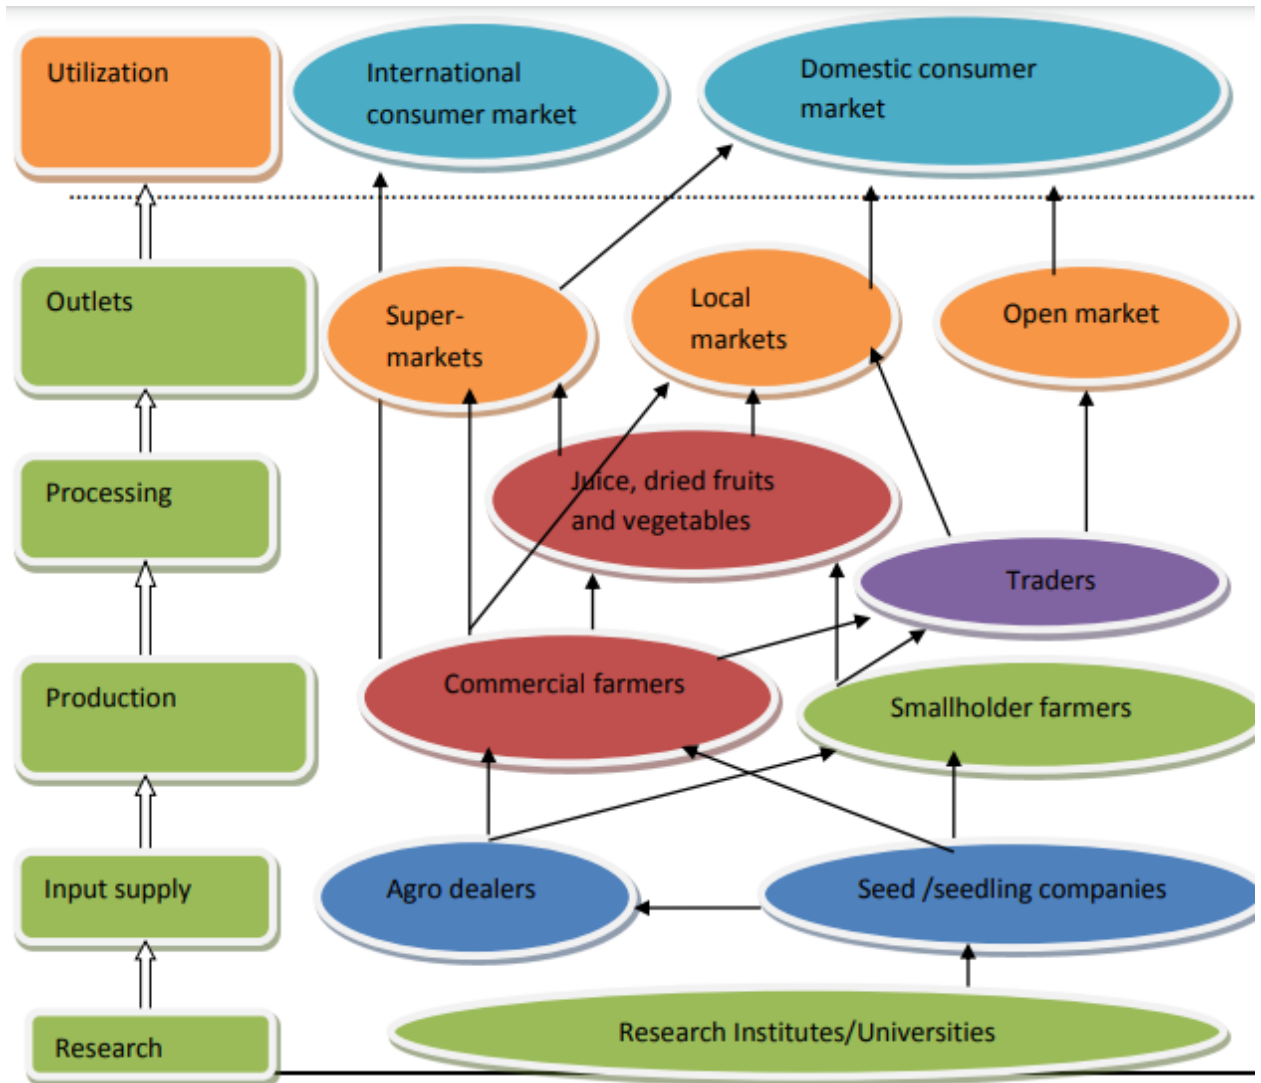 Utilization
International
consumer market
Domestic consumer
market
Outlets
Super-
markets
Local
markets
Open market
Processing
Juice, dried fruits
and vegetables
Traders
Production
Commercial farmers
Smallholder farmers
Input supply
Agro dealers
Seed /seedling companies
Research
Research Institutes/Universities